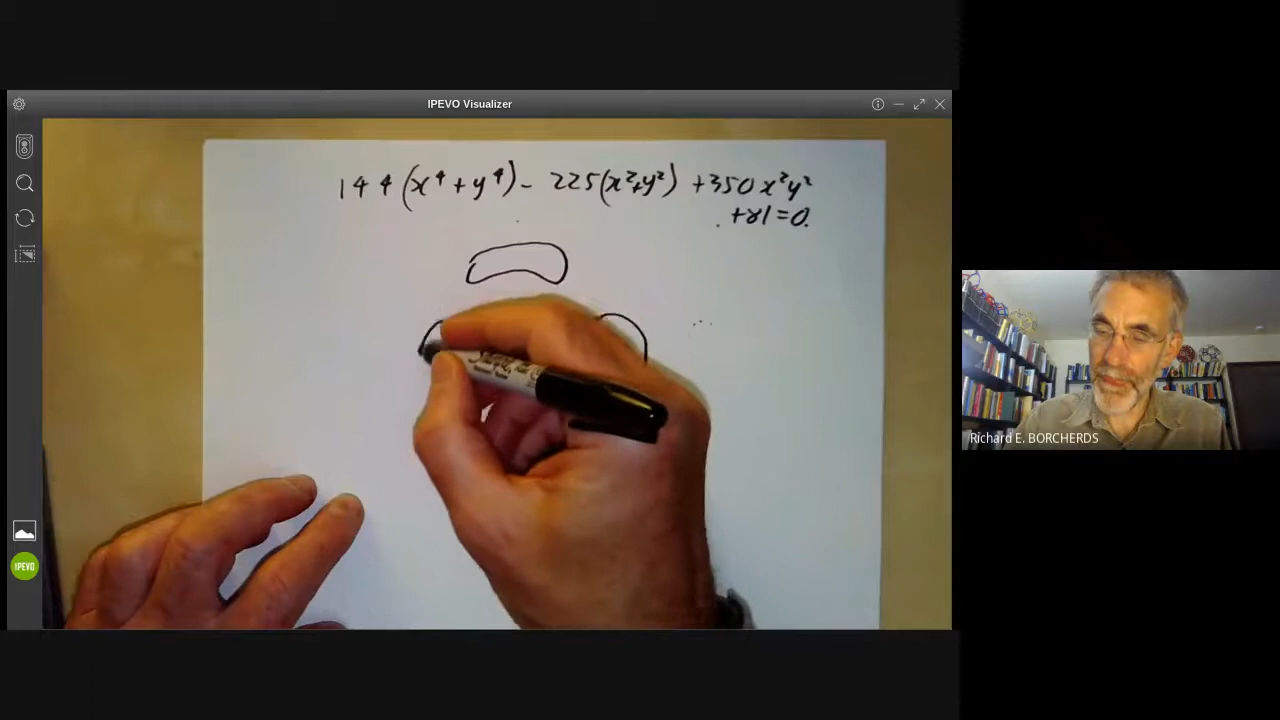 IPEVO Visualizer
144(x⁴+y⁴) - 225(x²+y²) +350x²y²
+81=0.
Richard E. BORCHERDS
IPEVO